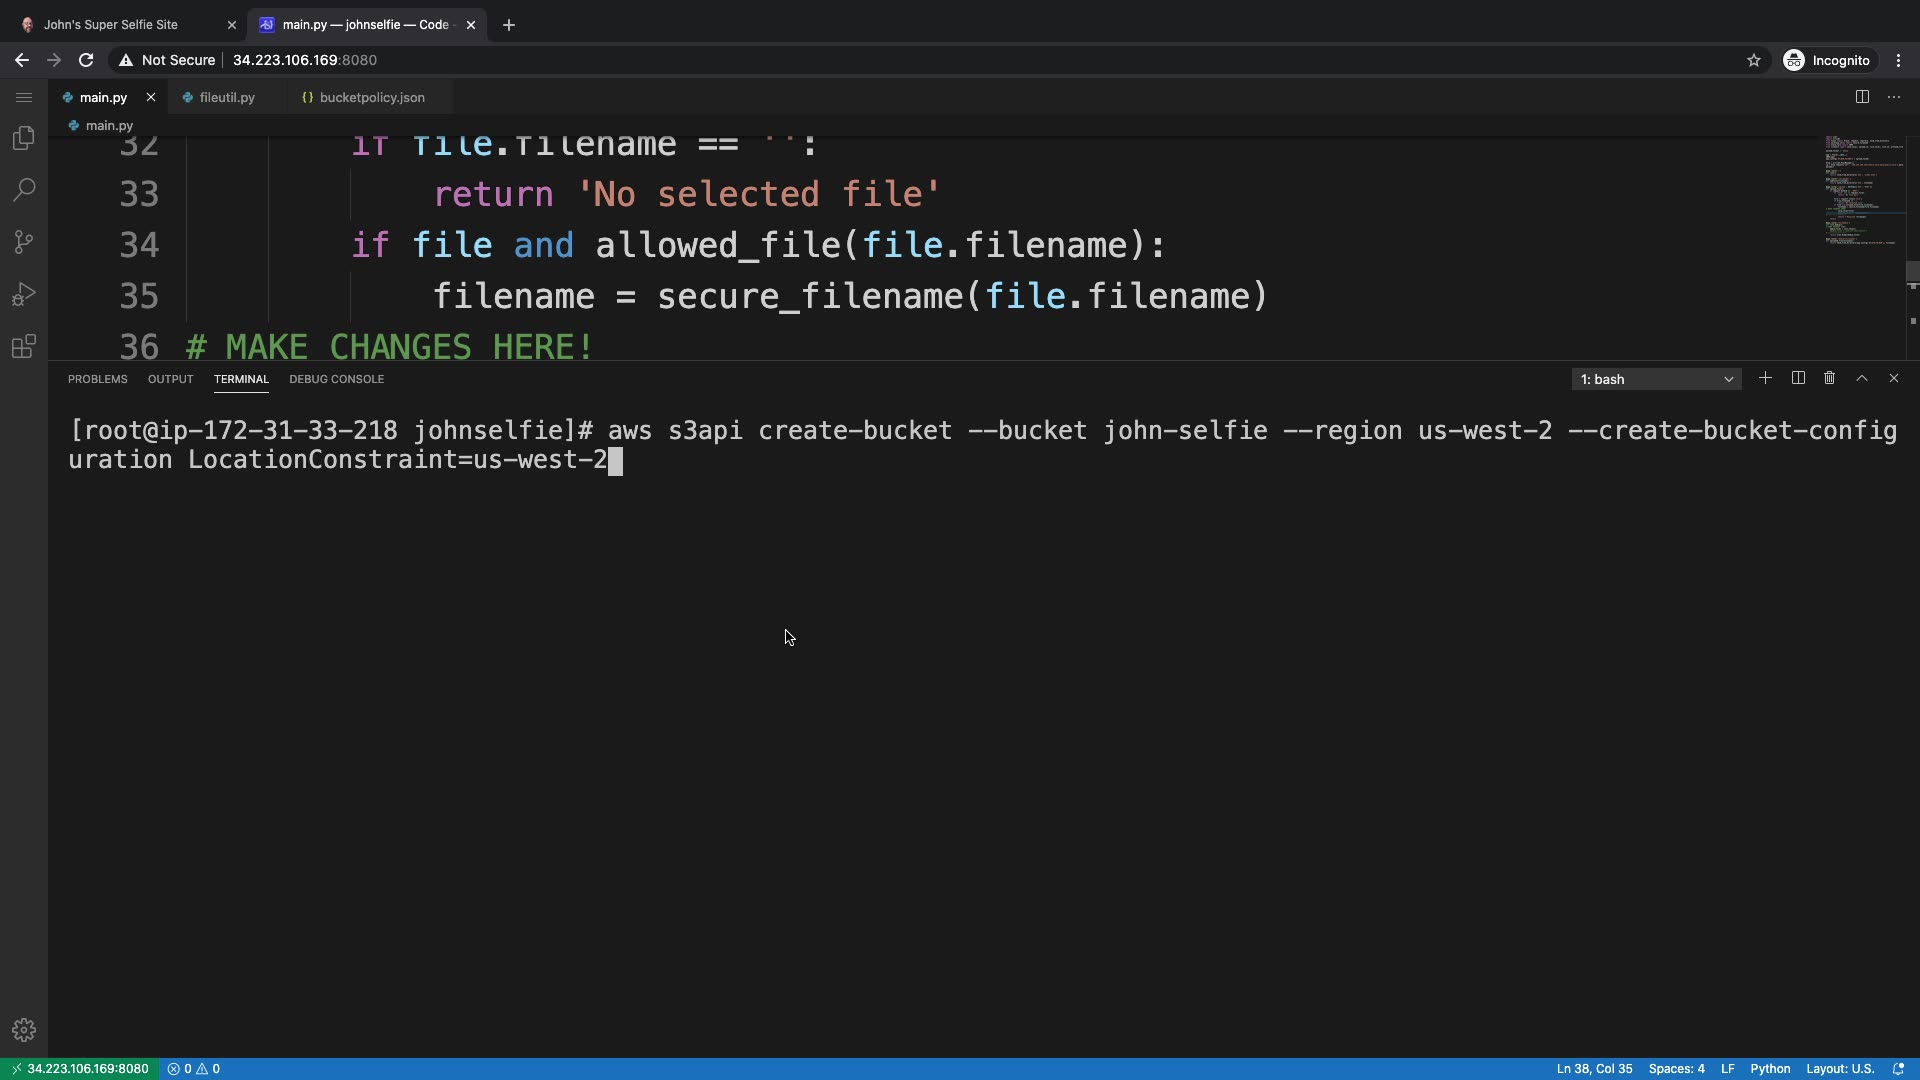 John's Super Selfie Site
main.py — johnselfie — Code -
Not Secure
34.223.106.169:8080
Incognito
main.py
fileutil.py
{} bucketpolicy.json
main.py
32 if file.filename == '':
33 return 'No selected file'
34 if file and allowed_file(file.filename):
35 filename = secure_filename(file.filename)
36 # MAKE CHANGES HERE!
PROBLEMS OUTPUT TERMINAL DEBUG CONSOLE
1: bash
[root@ip-172-31-33-218 johnselfie]# aws s3api create-bucket --bucket john-selfie --region us-west-2 --create-bucket-config
uration LocationConstraint=us-west-2
34.223.106.169:8080
0 0
Ln 38, Col 35 Spaces: 4 LF Python Layout: U.S.